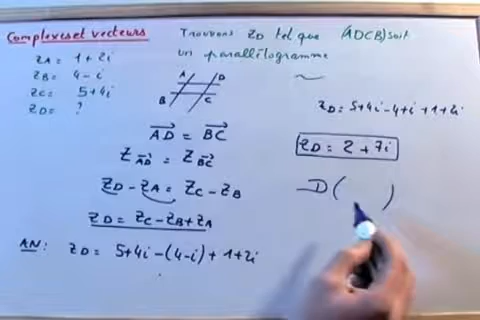 Complexes et vecteurs
Trouvons ZD tel que (ADCB) soit
un parallélogramme
ZA = 1+2i
ZB = 4-i
ZC = 5+4i
ZD = ?
A D
B C
AD = BC
Z AD = Z BC
ZD - ZA = ZC - ZB
ZD = ZC - ZB + ZA
AN: ZD = 5+4i-(4-i)+1+2i
ZD = 5+4i-4+i+1+2i
ZD = 2+7i
D( )